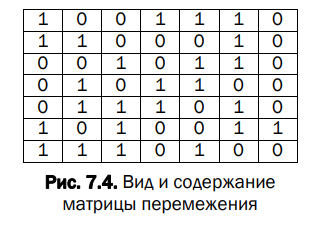 1 0 0 1 1 1 0
1 1 0 0 0 1 0
0 0 1 0 1 1 0
0 1 0 1 1 0 0
0 1 1 1 0 1 0
1 0 1 0 0 1 1
1 1 1 0 1 0 0
Рис. 7.4. Вид и содержание
матрицы перемежения